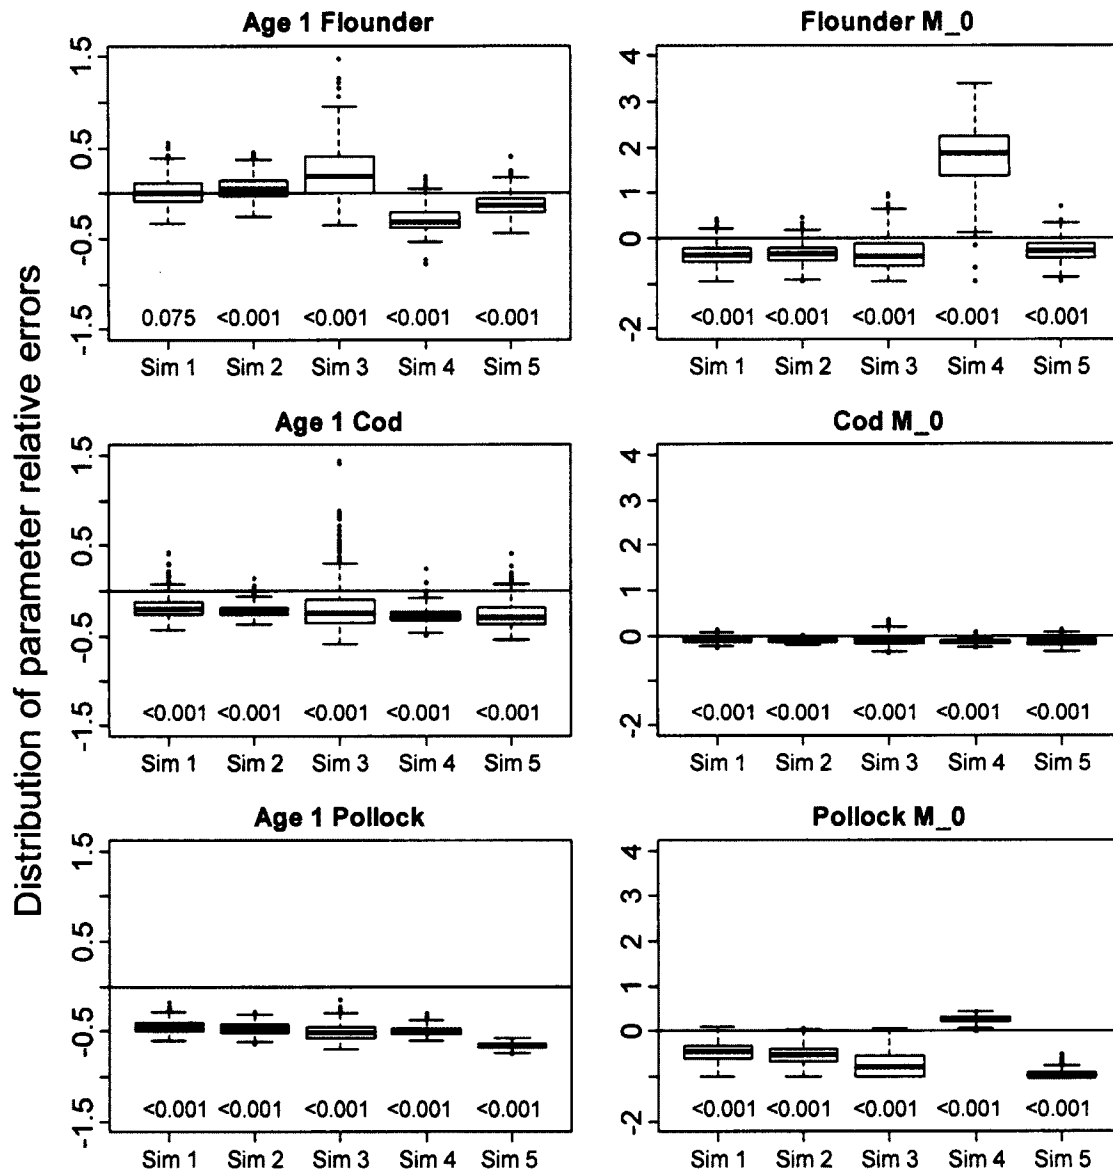 Distribution of parameter relative errors
Age 1 Flounder
1.5
0.5
-0.5
-1.5
0.075 <0.001 <0.001 <0.001 <0.001
Sim 1 Sim 2 Sim 3 Sim 4 Sim 5
Flounder M_0
4
3
2
1
0
-2
<0.001 <0.001 <0.001 <0.001 <0.001
Sim 1 Sim 2 Sim 3 Sim 4 Sim 5
Age 1 Cod
1.5
0.5
-0.5
-1.5
<0.001 <0.001 <0.001 <0.001 <0.001
Sim 1 Sim 2 Sim 3 Sim 4 Sim 5
Cod M_0
4
3
2
1
0
-2
<0.001 <0.001 <0.001 <0.001 <0.001
Sim 1 Sim 2 Sim 3 Sim 4 Sim 5
Age 1 Pollock
1.5
0.5
-0.5
-1.5
<0.001 <0.001 <0.001 <0.001 <0.001
Sim 1 Sim 2 Sim 3 Sim 4 Sim 5
Pollock M_0
4
3
2
1
0
-2
<0.001 <0.001 <0.001 <0.001 <0.001
Sim 1 Sim 2 Sim 3 Sim 4 Sim 5